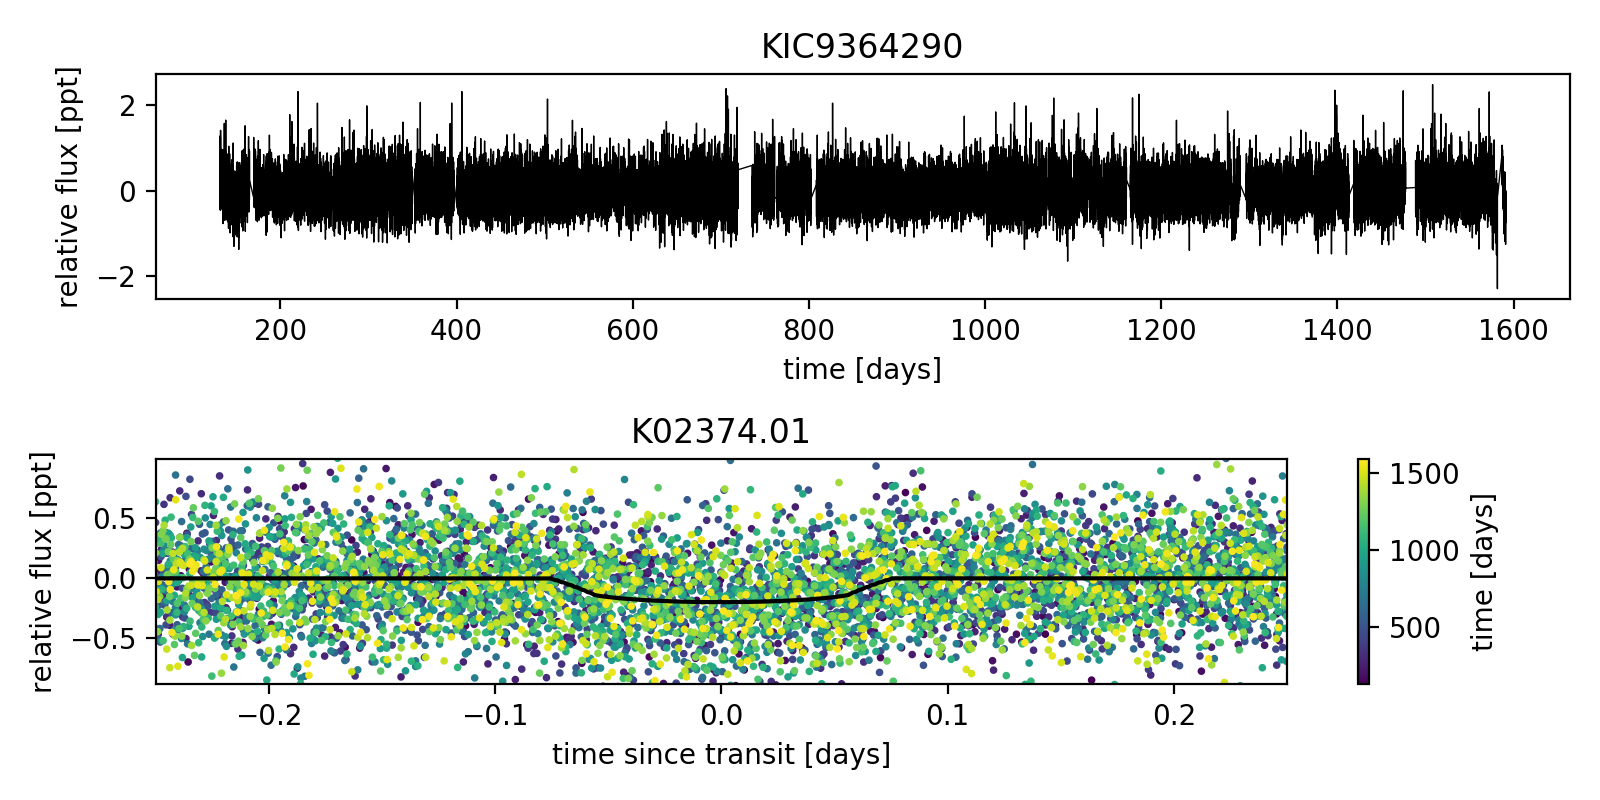 KIC9364290
relative flux [ppt]
2
0
−2
200 400 600 800 1000 1200 1400 1600
time [days]
K02374.01
relative flux [ppt]
0.5
0.0
−0.5
−0.2 −0.1 0.0 0.1 0.2
time since transit [days]
1500
1000
500
time [days]